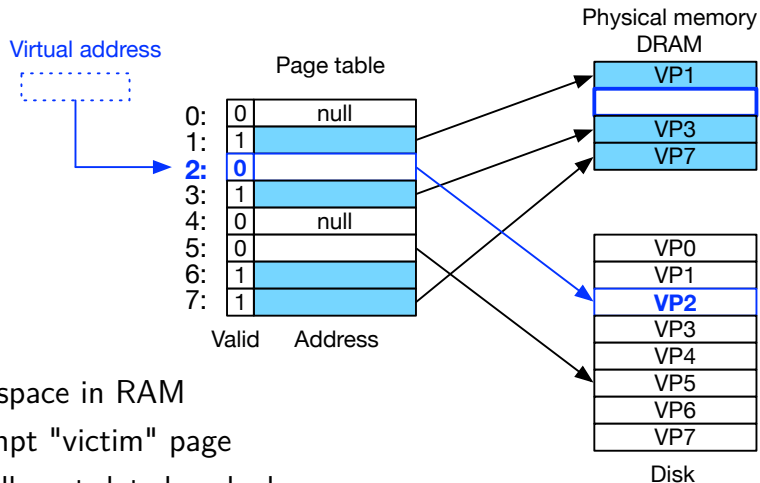 Physical memory
DRAM
Virtual address
Page table
VP1
VP3
VP7
0: 0 null
1: 1
2: 0
3: 1
4: 0 null
5: 0
6: 1
7: 1
Valid Address
VP0
VP1
VP2
VP3
VP4
VP5
VP6
VP7
Disk
space in RAM
"victim" page